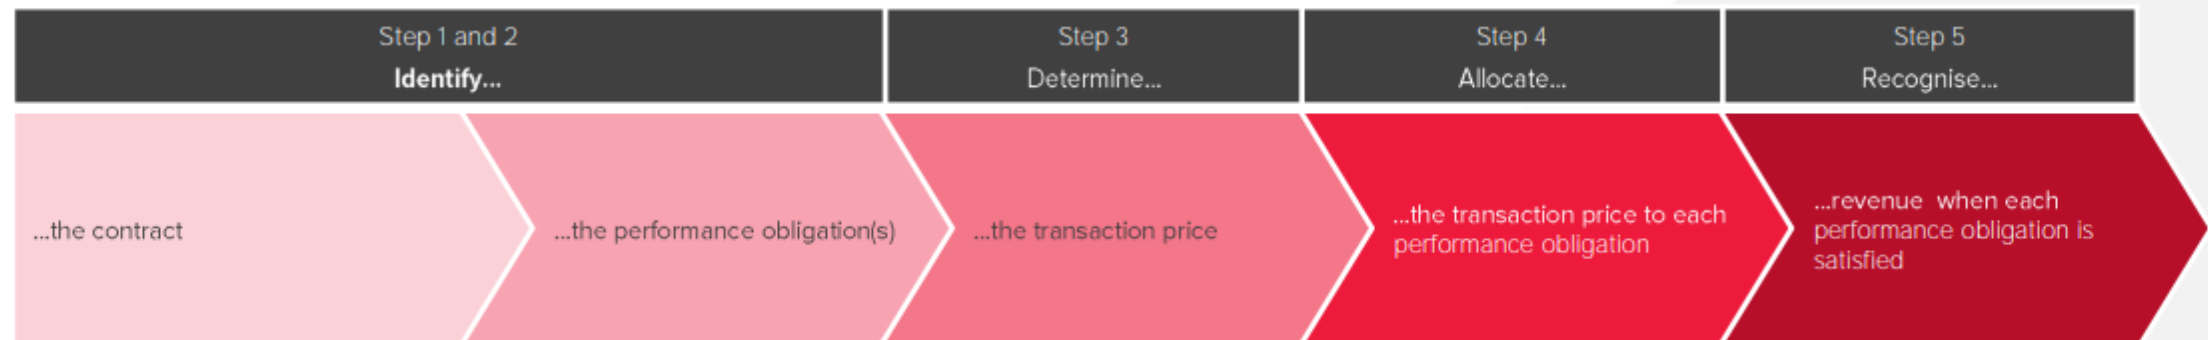 Step 1 and 2
Identify...
Step 3
Determine...
Step 4
Allocate...
Step 5
Recognise...
...the contract
...the performance obligation(s)
...the transaction price
...the transaction price to each
performance obligation
...revenue  when each
performance obligation is
satisfied